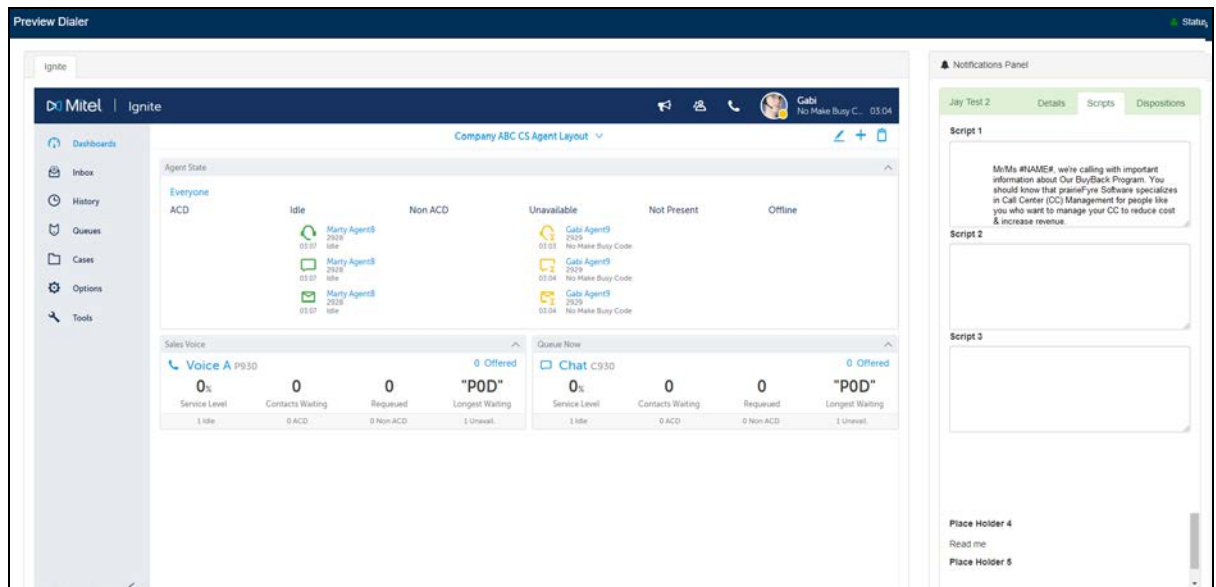 Preview Dialer
Status
Ignite
Mitel | Ignite
Gabi
No Make Busy C... 03:04
Company ABC CS Agent Layout
Dashboards
Inbox
History
Queues
Cases
Options
Tools
Agent State
Everyone
ACD Idle Non ACD Unavailable Not Present Offline
Marty Agent8
2928
03:07 Idle
Gabi Agent9
2929
03:03 No Make Busy Code
Marty Agent8
2928
03:07 Idle
Gabi Agent9
2929
03:04 No Make Busy Code
Marty Agent8
2928
03:07 Idle
Gabi Agent9
2929
03:04 No Make Busy Code
Sales Voice
Voice A P930 0 Offered
0% 0 0 "P0D"
Service Level Contacts Waiting Requeued Longest Waiting
1 Idle 0 ACD 0 Non ACD 1 Unavail.
Queue Now
Chat C930 0 Offered
0% 0 0 "P0D"
Service Level Contacts Waiting Requeued Longest Waiting
1 Idle 0 ACD 0 Non ACD 1 Unavail.
Notifications Panel
Jay Test 2 Details Scripts Dispositions
Script 1
Mr/Ms #NAME#, we're calling with important
information about Our BuyBack Program. You
should know that prairieFyre Software specializes
in Call Center (CC) Management for people like
you who want to manage your CC to reduce cost
& increase revenue.
Script 2
Script 3
Place Holder 4
Read me
Place Holder 5